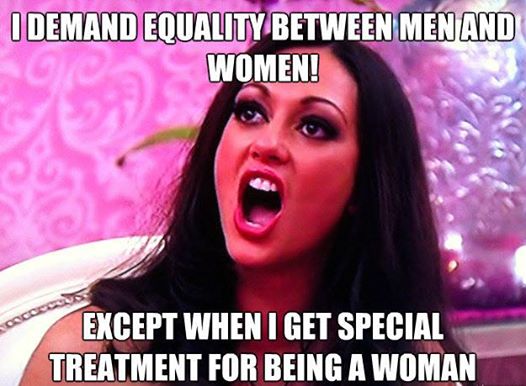 I DEMAND EQUALITY BETWEEN MEN AND
WOMEN!
EXCEPT WHEN I GET SPECIAL
TREATMENT FOR BEING A WOMAN